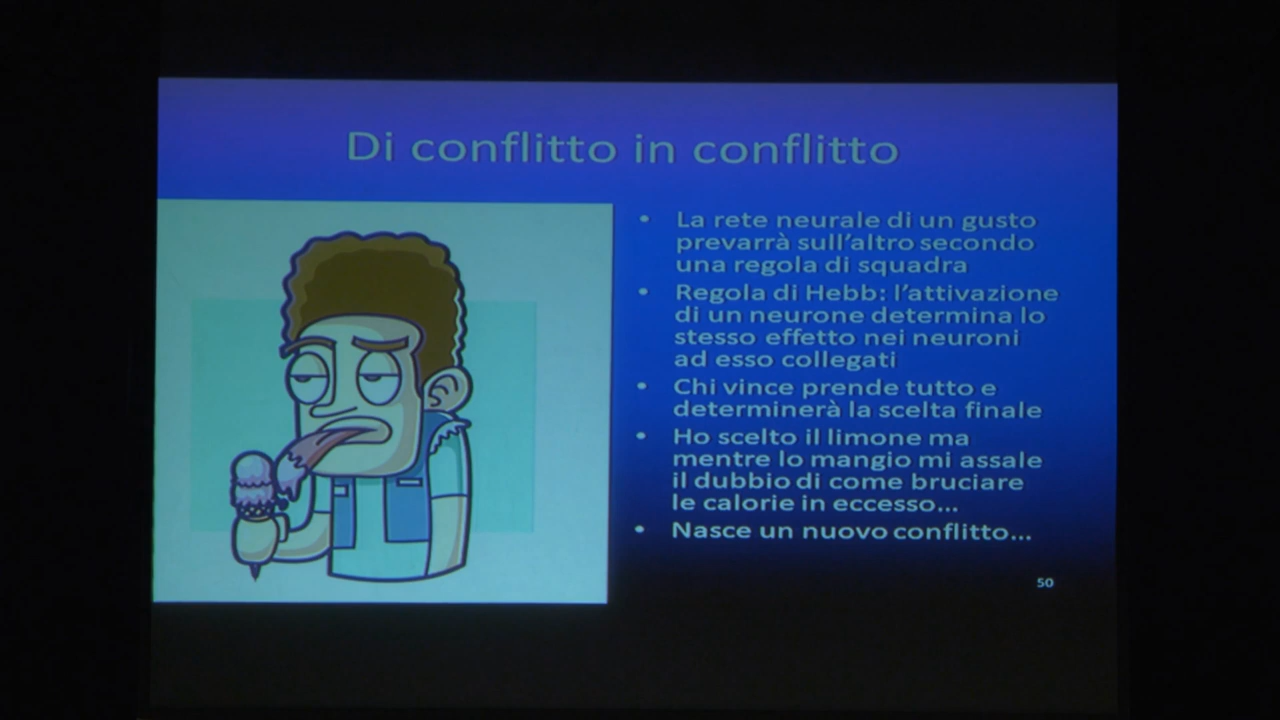 Di conflitto in conflitto
• La rete neurale di un gusto
prevarrà sull'altro secondo
una regola di squadra
• Regola di Hebb: l'attivazione
di un neurone determina lo
stesso effetto nei neuroni
ad esso collegati
• Chi vince prende tutto e
determinerà la scelta finale
• Ho scelto il limone ma
mentre lo mangio mi assale
il dubbio di come bruciare
le calorie in eccesso...
• Nasce un nuovo conflitto...
50